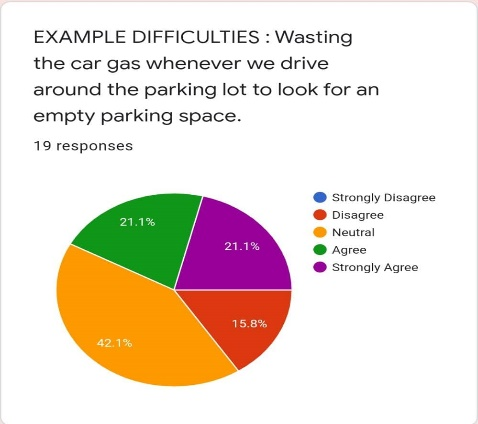 EXAMPLE DIFFICULTIES : Wasting
the car gas whenever we drive
around the parking lot to look for an
empty parking space.
19 responses
21.1%
21.1%
15.8%
42.1%
Strongly Disagree
Disagree
Neutral
Agree
Strongly Agree